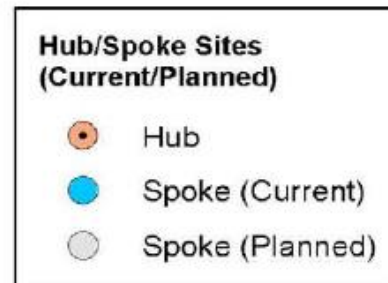 Hub/Spoke Sites
(Current/Planned)
Hub
Spoke (Current)
Spoke (Planned)